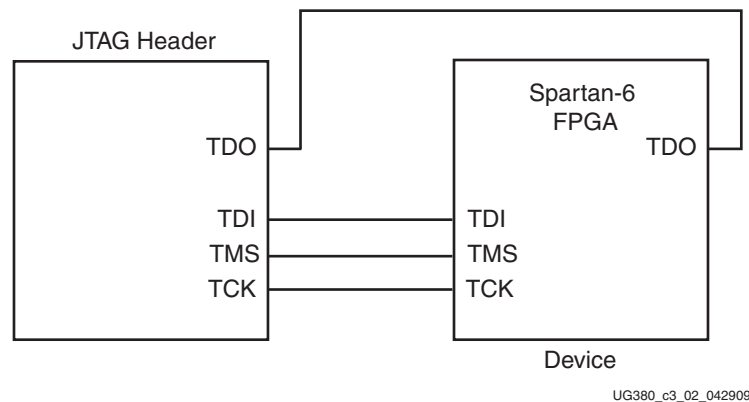 JTAG Header
TDO
TDI
TMS
TCK
Spartan-6
FPGA
TDO
TDI
TMS
TCK
Device
UG380_c3_02_042909